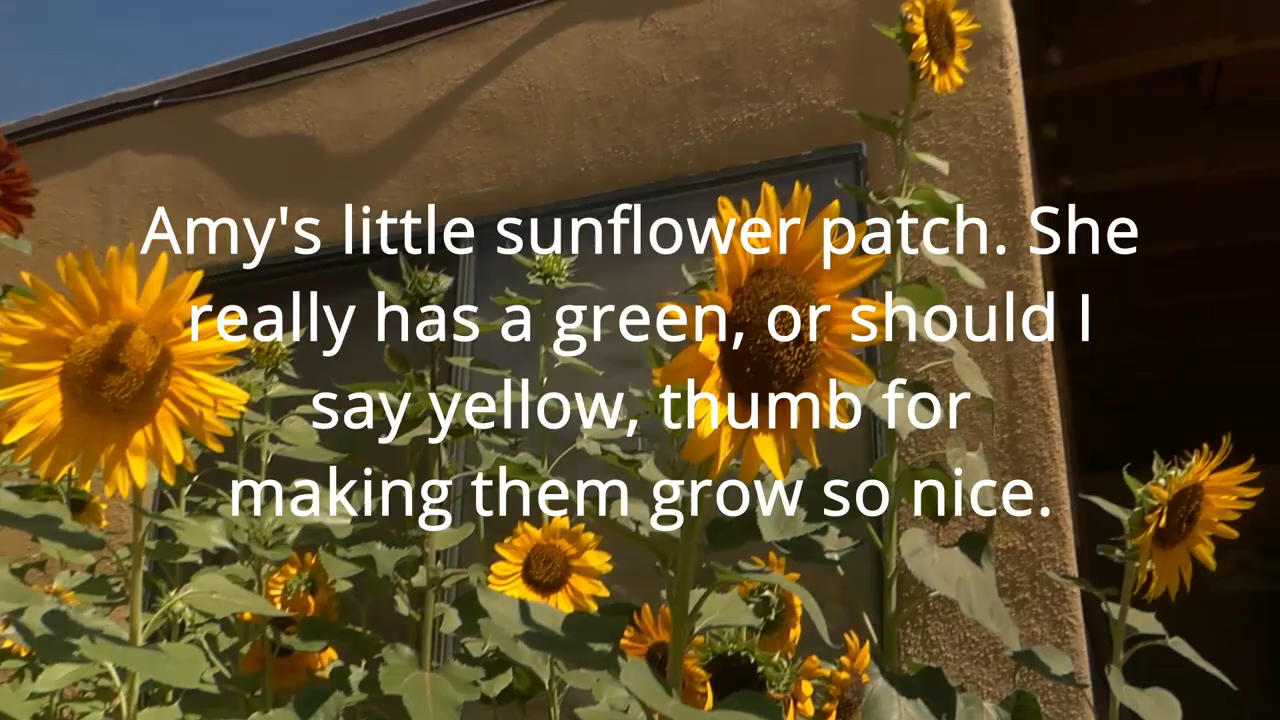 Amy's little sunflower patch. She
really has a green, or should I
say yellow, thumb for
making them grow so nice.